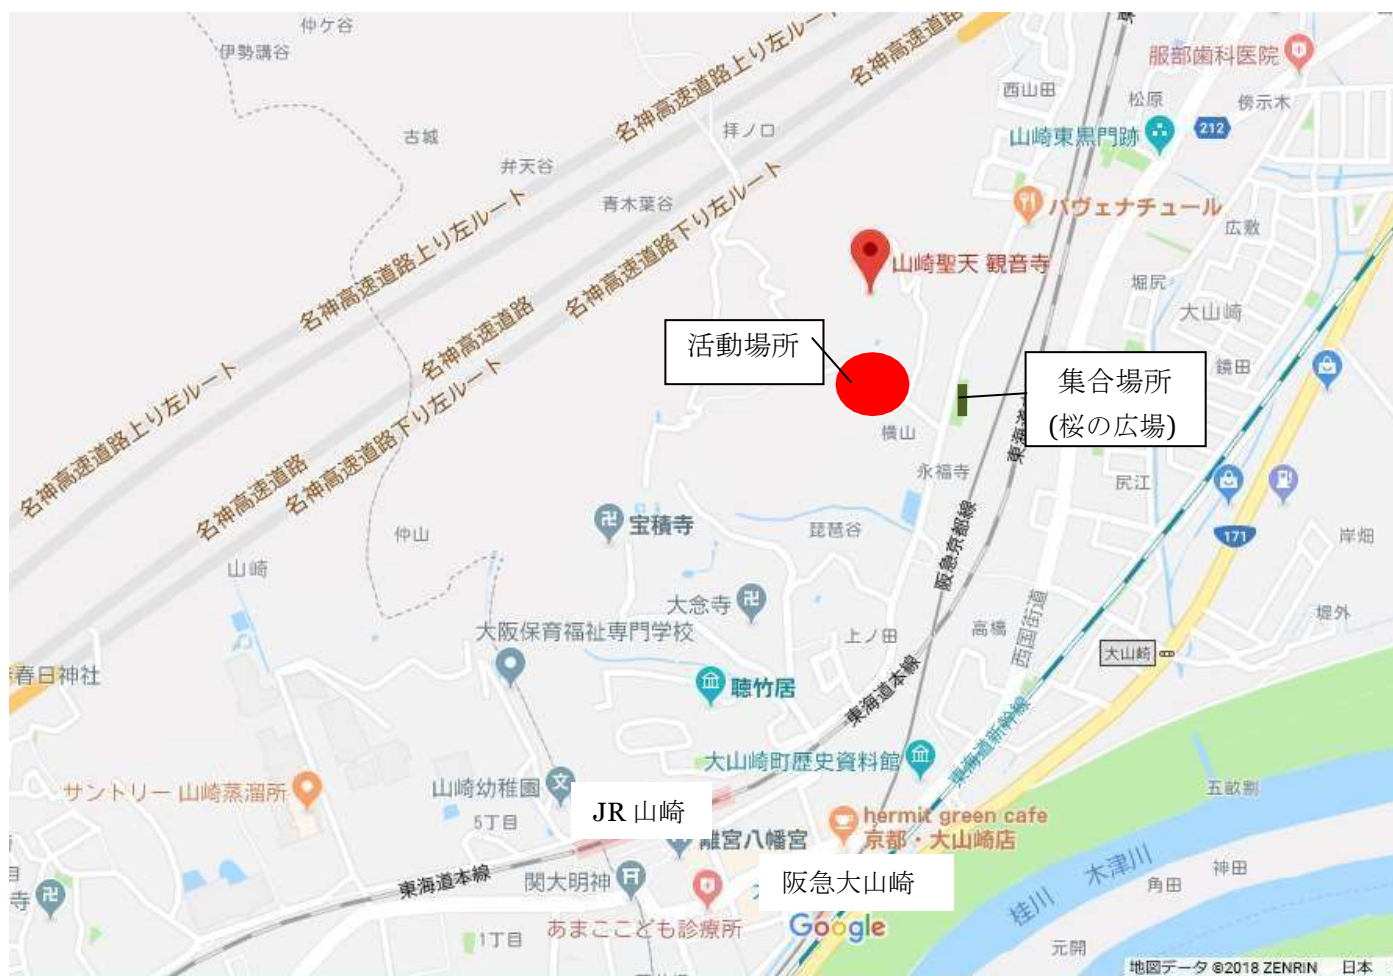 仲ケ谷
伊勢講谷
名神高速道路上り左ルート
名神高速道路
服部歯科医院
西山田
松原
傍示木
古城
拝ノ口
山崎東黒門跡
212
弁天谷
青木葉谷
名神高速道路下り左ルート
パヴェナチュール
広敷
名神高速道路上り左ルート
山崎聖天 観音寺
堀尻
大山崎
名神高速道路
活動場所
集合場所
(桜の広場)
鏡田
名神高速道路上り左ルート
名神高速道路下り左ルート
横山
東海道
永福寺
尻江
名神高速道路
宝積寺
琵琶谷
阪急京都線
171
岸畑
仲山
山崎
大念寺
大阪保育福祉専門学校
上ノ田
高橋
西国街道
堤外
大山崎
春日神社
聴竹居
東海道本線
東海道新幹線
大山崎町歴史資料館
サントリー 山崎蒸溜所
山崎幼稚園
文
五畝割
JR 山崎
5丁目
離宮八幡宮
hermit green cafe
京都・大山崎店
東海道本線
関大明神
阪急大山崎
木津川
神田
角田
桂川
寺
あまここども診療所
Google
1丁目
元開
地図データ ©2018 ZENRIN 日本